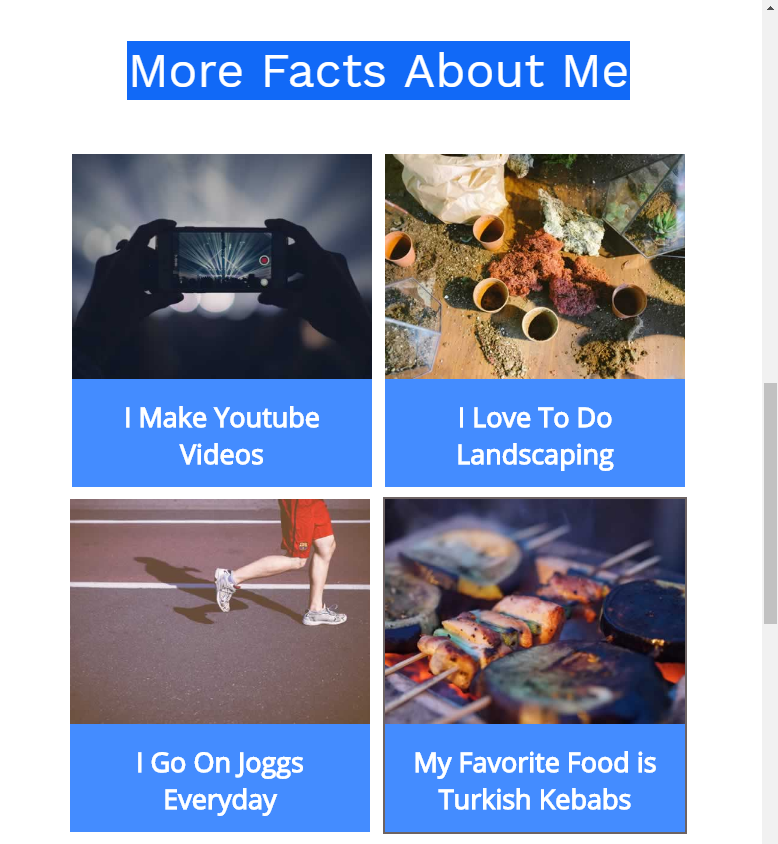 More Facts About Me
I Make Youtube
Videos
I Love To Do
Landscaping
I Go On Joggs
Everyday
My Favorite Food is
Turkish Kebabs